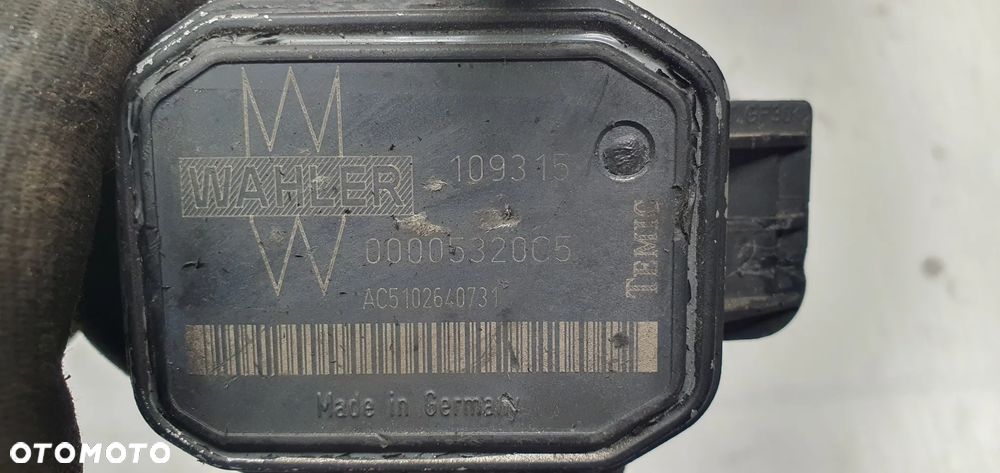 WAHLER
109315
00005320C5
AC5102640731
TEMIC
Made in Germany
OTOMOTO